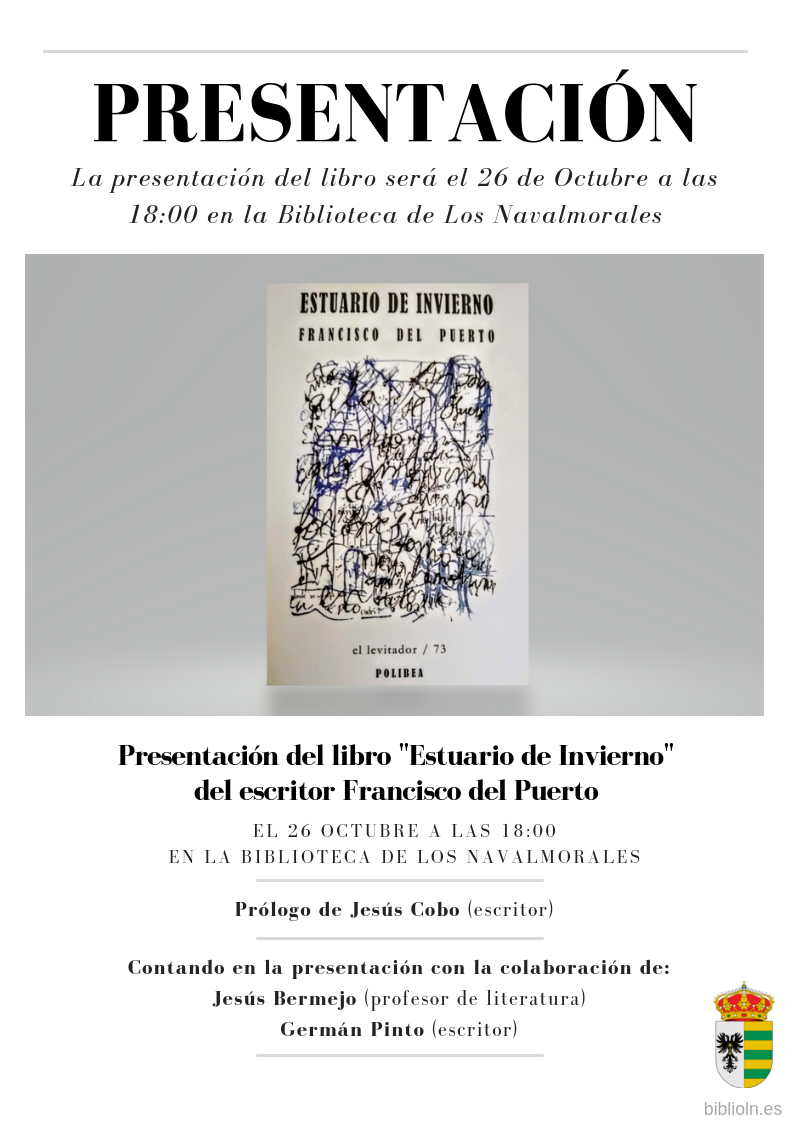 PRESENTACIÓN
La presentación del libro será el 26 de Octubre a las
18:00 en la Biblioteca de Los Navalmorales
ESTUARIO DE INVIERNO
FRANCISCO DEL PUERTO
el levitador / 73
POLIBEA
Presentación del libro "Estuario de Invierno"
del escritor Francisco del Puerto
EL 26 OCTUBRE A LAS 18:00
EN LA BIBLIOTECA DE LOS NAVALMORALES
Prólogo de Jesús Cobo (escritor)
Contando en la presentación con la colaboración de:
Jesús Bermejo (profesor de literatura)
Germán Pinto (escritor)
biblioln.es